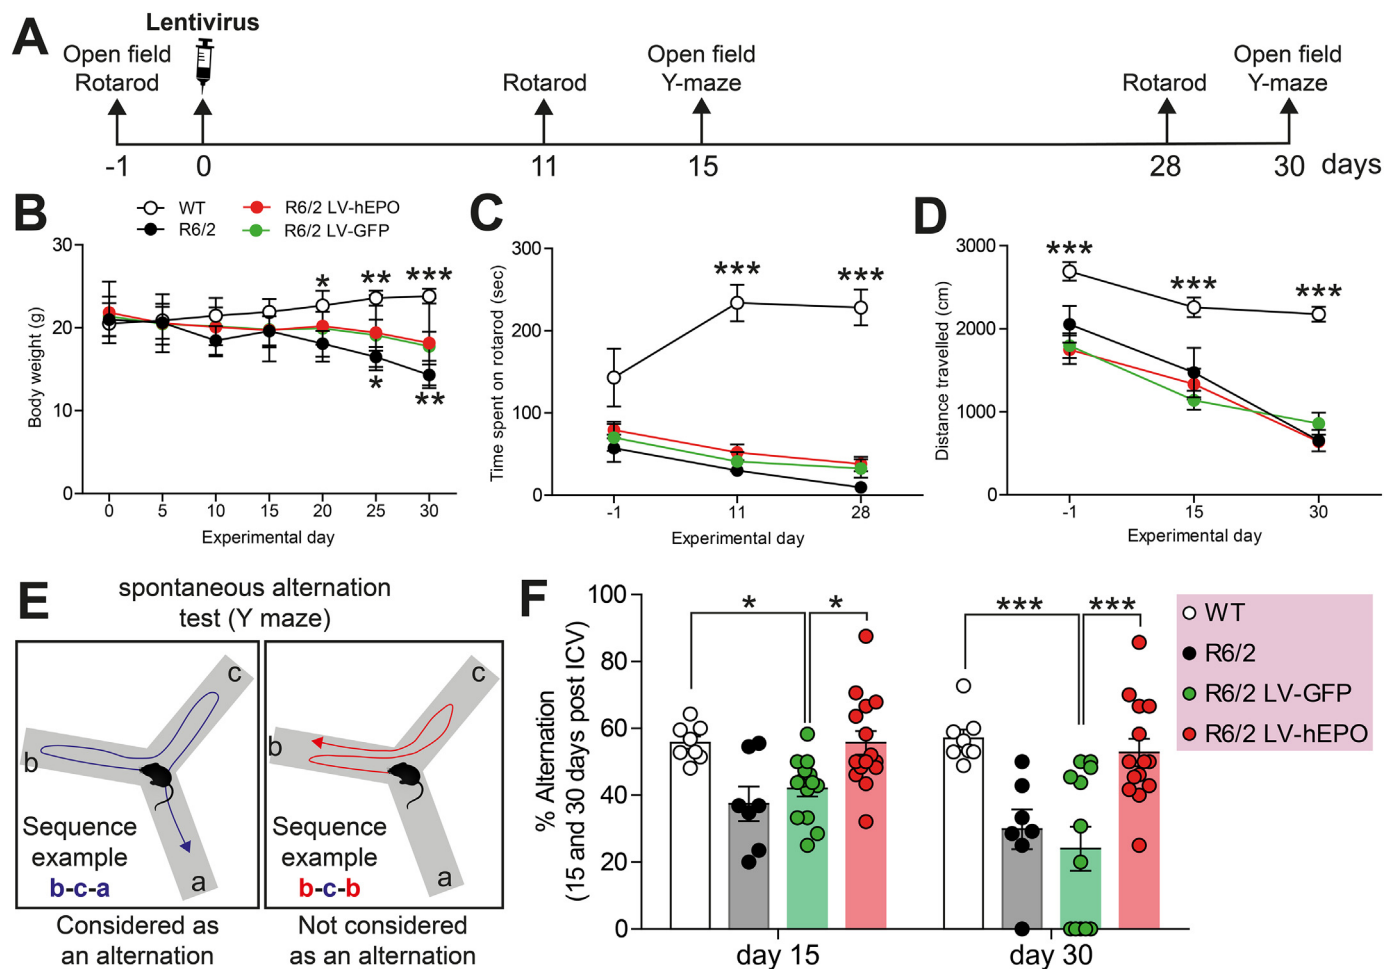 A
Lentivirus
Open field
Rotarod
Rotarod
Open field
Y-maze
Rotarod
Open field
Y-maze
-1 0 11 15 28 30 days
B
WT
R6/2
R6/2 LV-hEPO
R6/2 LV-GFP
Body weight (g)
30
20
10
0
* ** ***
*
**
0 5 10 15 20 25 30
Experimental day
C
Time spent on rotarod (sec)
300
200
100
0
*** ***
-1 11 28
Experimental day
D
Distance travelled (cm)
3000
2000
1000
0
*** *** ***
-1 15 30
Experimental day
E
spontaneous alternation
test (Y maze)
c
b
a
Sequence
example
b-c-a
Considered as
an alternation
c
b
a
Sequence
example
b-c-b
Not considered
as an alternation
F
% Alternation
(15 and 30 days post ICV)
100
80
60
40
20
0
* * *** ***
day 15 day 30
WT
R6/2
R6/2 LV-GFP
R6/2 LV-hEPO